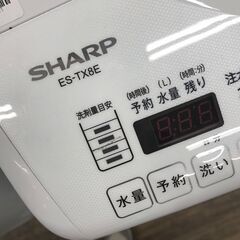 SHARP
ES-TX8E
(時間後) (L) (時間:分)
予約 水量 残り
洗剤量目安
注
水量 予約 洗い